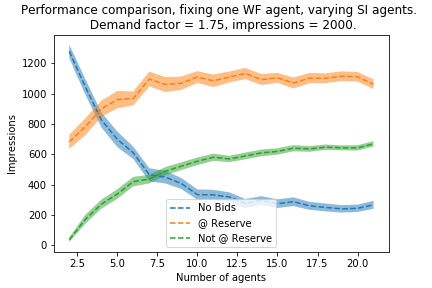 Performance comparison, fixing one WF agent, varying SI agents.
Demand factor = 1.75, impressions = 2000.
Impressions
1200
1000
800
600
400
200
0
No Bids
@ Reserve
Not @ Reserve
2.5 5.0 7.5 10.0 12.5 15.0 17.5 20.0
Number of agents